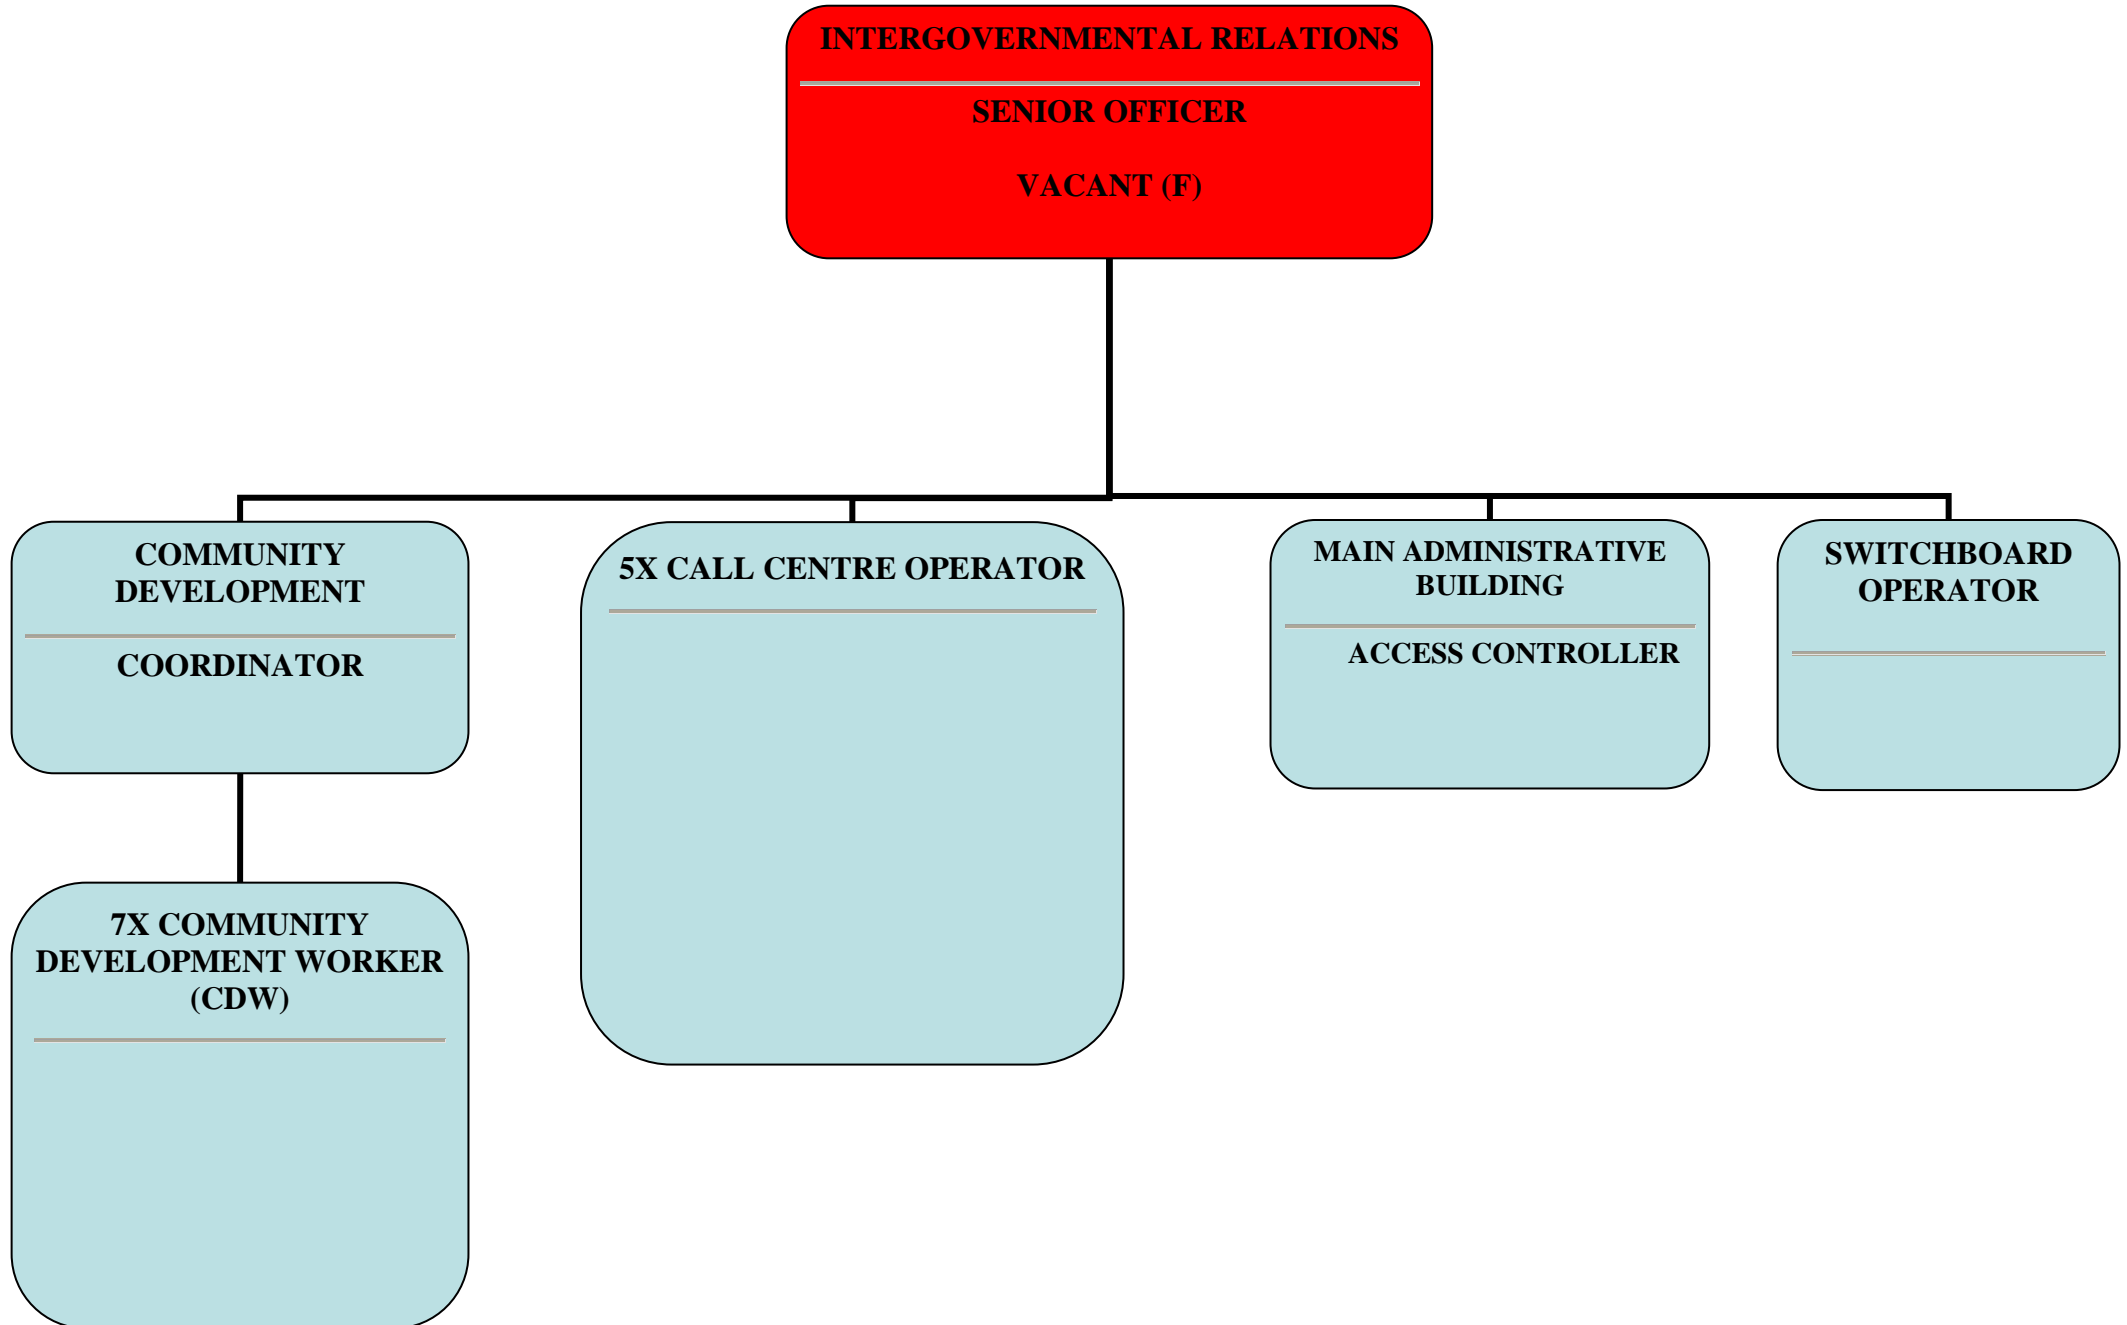 INTERGOVERNMENTAL RELATIONS
SENIOR OFFICER
VACANT (F)
COMMUNITY
DEVELOPMENT
COORDINATOR
5X CALL CENTRE OPERATOR
MAIN ADMINISTRATIVE
BUILDING
ACCESS CONTROLLER
SWITCHBOARD
OPERATOR
7X COMMUNITY
DEVELOPMENT WORKER
(CDW)